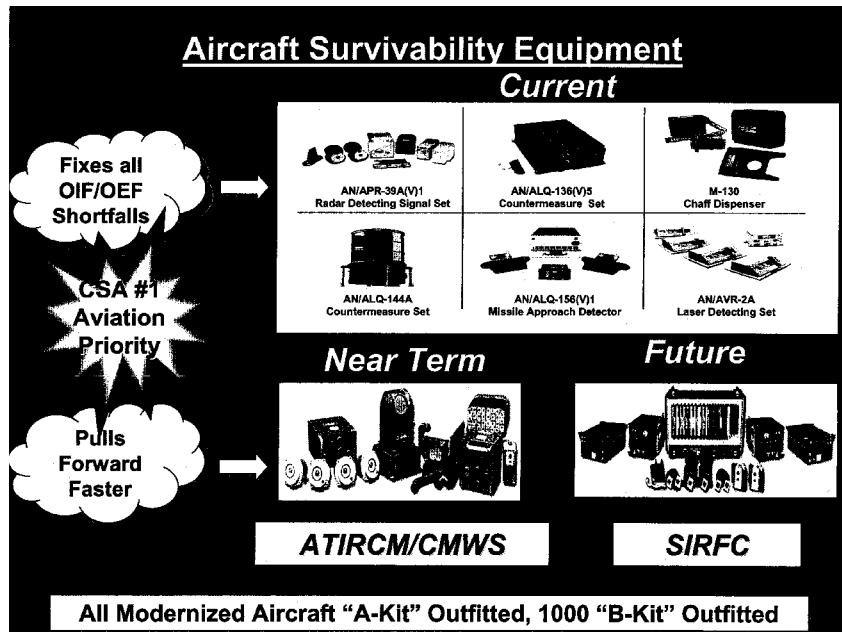 Aircraft Survivability Equipment
Current
Fixes all
OIF/OEF
Shortfalls
AN/APR-39A(V)1
Radar Detecting Signal Set
AN/ALQ-136(V)5
Countermeasure Set
M-130
Chaff Dispenser
AN/ALQ-144A
Countermeasure Set
AN/ALQ-156(V)1
Missile Approach Detector
AN/AVR-2A
Laser Detecting Set
CSA #1
Aviation
Priority
Near Term
Future
Pulls
Forward
Faster
ATIRCM/CMWS
SIRFC
All Modernized Aircraft “A-Kit” Outfitted, 1000 “B-Kit” Outfitted